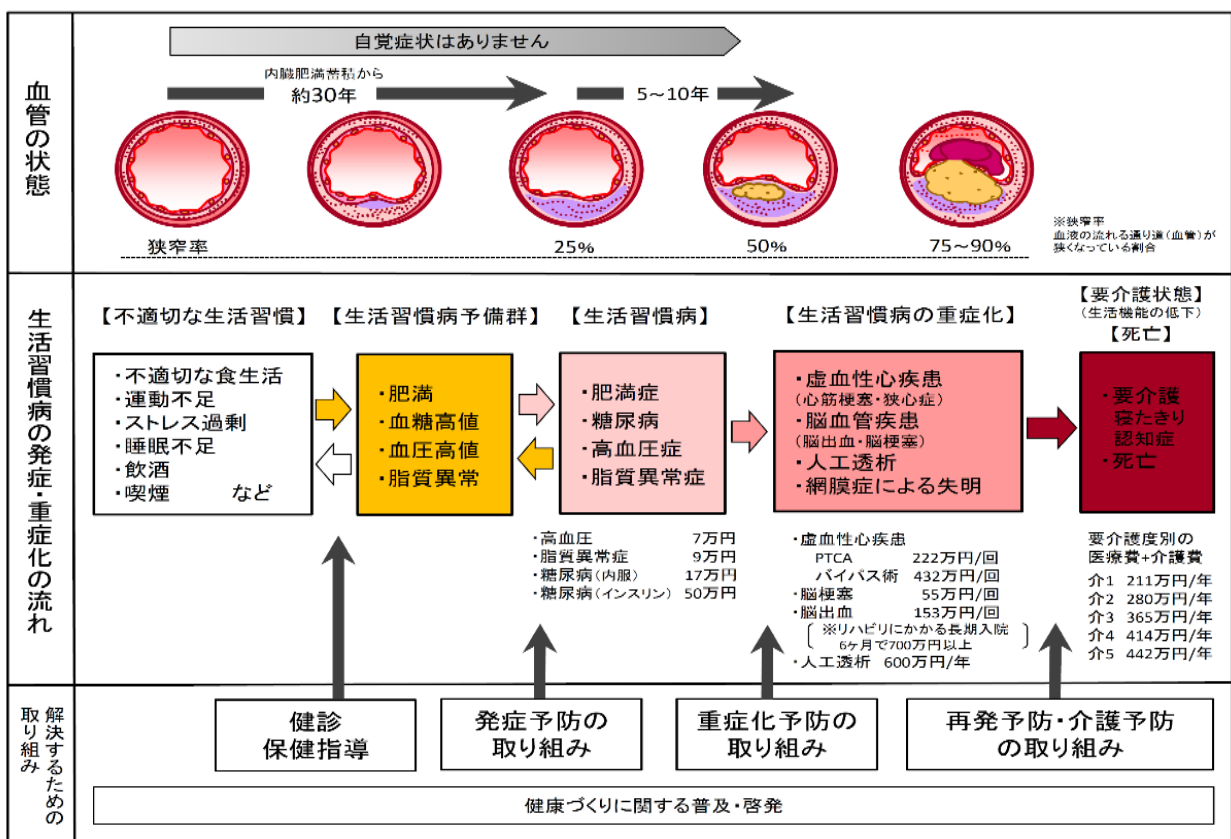 血管の状態
自覚症状はありません
内臓肥満蓄積から
約30年
5～10年
狭窄率
25%
50%
75～90%
※狭窄率
血液の流れる通り道(血管)が
狭くなっている割合
生活習慣病の発症・重症化の流れ
【不適切な生活習慣】
・不適切な食生活
・運動不足
・ストレス過剰
・睡眠不足
・飲酒
・喫煙　など
【生活習慣病予備群】
・肥満
・血糖高値
・血圧高値
・脂質異常
【生活習慣病】
・肥満症
・糖尿病
・高血圧症
・脂質異常症
・高血圧 7万円
・脂質異常症 9万円
・糖尿病(内服) 17万円
・糖尿病(インスリン) 50万円
【生活習慣病の重症化】
・虚血性心疾患
(心筋梗塞・狭心症)
・脳血管疾患
(脳出血・脳梗塞)
・人工透析
・網膜症による失明
・虚血性心疾患
PTCA 222万円/回
バイパス術 432万円/回
・脳梗塞 55万円/回
・脳出血 153万円/回
※リハビリにかかる長期入院
6ヶ月で700万円以上
・人工透析 600万円/年
【要介護状態】
(生活機能の低下)
【死亡】
・要介護
寝たきり
認知症
・死亡
要介護度別の
医療費+介護費
介1 211万円/年
介2 280万円/年
介3 365万円/年
介4 414万円/年
介5 442万円/年
解決するための
取り組み
健診
保健指導
発症予防の
取り組み
重症化予防の
取り組み
再発予防・介護予防
の取り組み
健康づくりに関する普及・啓発